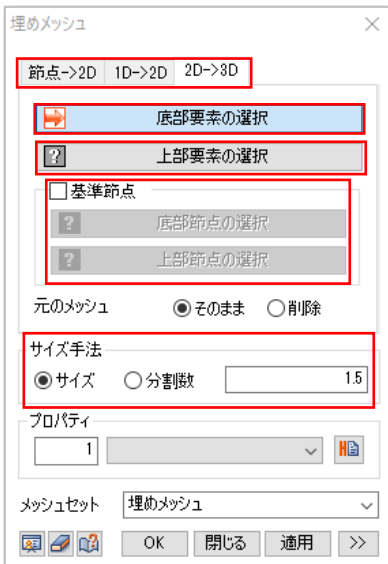 埋めメッシュ
節点->2D 1D->2D 2D->3D
底部要素の選択
? 上部要素の選択
基準節点
? 底部節点の選択
? 上部節点の選択
元のメッシュ そのまま 削除
サイズ手法
サイズ 分割数 1.5
プロパティ
1
メッシュセット 埋めメッシュ
OK 閉じる 適用 >>